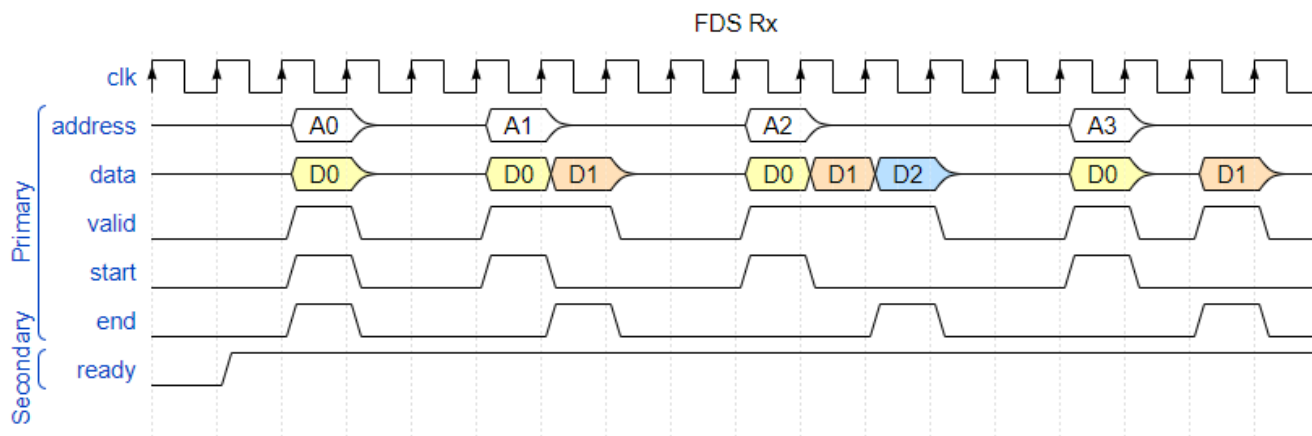 FDS Rx
clk
Primary
address A0 A1 A2 A3
data D0 D0 D1 D0 D1 D2 D0 D1
valid
start
end
Secondary
ready